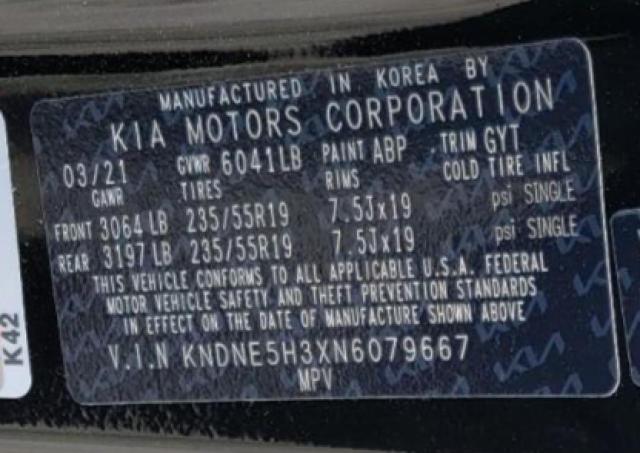 MANUFACTURED IN KOREA BY
KIA MOTORS CORPORATION
03/21 GVWR 6041LB PAINT ABP TRIM GYT
GAWR TIRES RIMS COLD TIRE INFL
FRONT 3064 LB 235/55R19 7.5Jx19 psi SINGLE
REAR 3197 LB 235/55R19 7.5Jx19 psi SINGLE
THIS VEHICLE CONFORMS TO ALL APPLICABLE U.S.A. FEDERAL
MOTOR VEHICLE SAFETY AND THEFT PREVENTION STANDARDS
IN EFFECT ON THE DATE OF MANUFACTURE SHOWN ABOVE
V.I.N KNDNE5H3XN6079667
MPV
K42